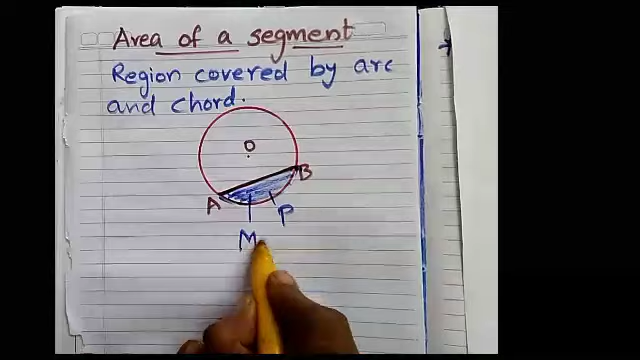 Area of a segment
Region covered by arc
and chord.
O
B
A
P
M